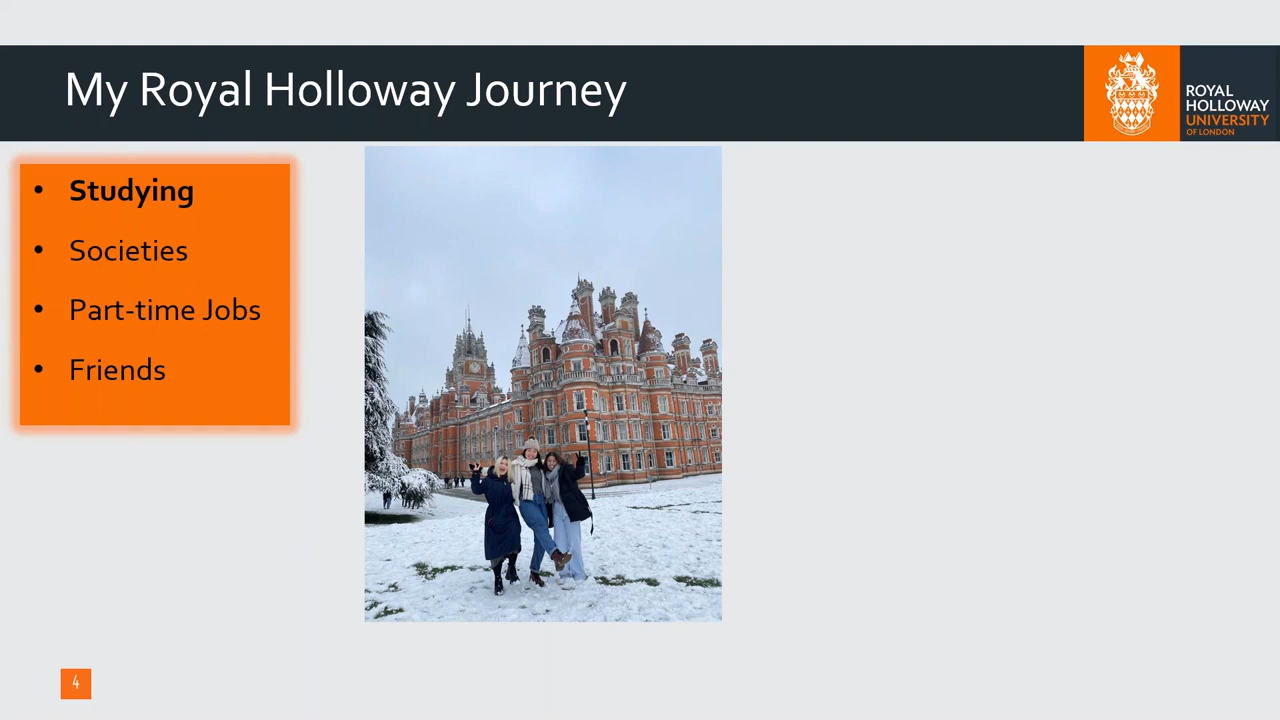 My Royal Holloway Journey
ROYAL
HOLLOWAY
UNIVERSITY
OF LONDON
• Studying
• Societies
• Part-time Jobs
• Friends
4